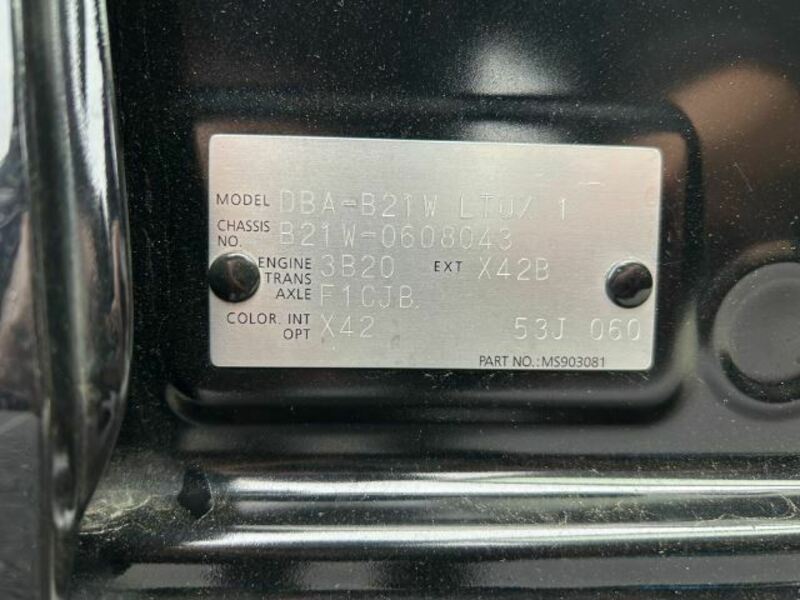 MODEL DBA-B21W LTUX 1
CHASSIS NO. B21W-0608043
ENGINE 3B20 EXT X42B
TRANS AXLE F1CJB
COLOR. INT X42
OPT 53J 060
PART NO.:MS903081